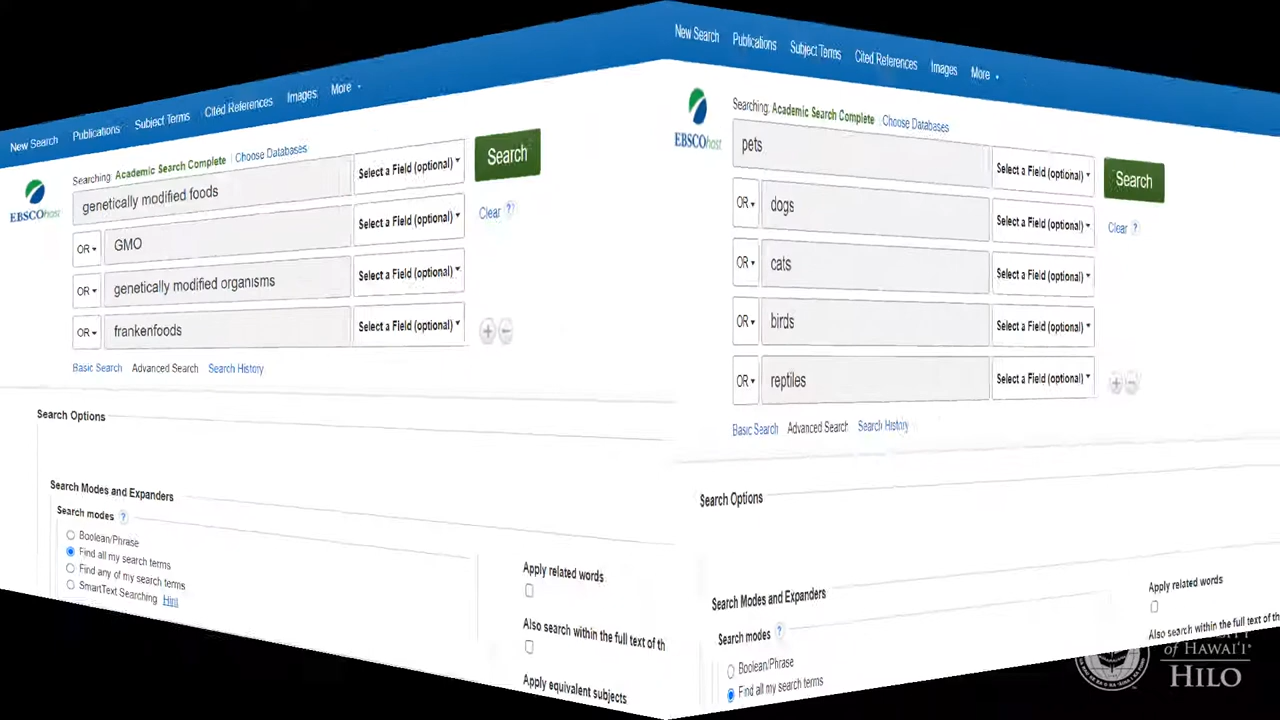 New Search Publications Subject Terms Cited References Images More
Searching: Academic Search Complete Choose Databases
EBSCOhost
genetically modified foods Select a Field (optional) Search
OR GMO Select a Field (optional) Clear ?
OR genetically modified organisms Select a Field (optional)
OR frankenfoods Select a Field (optional)
Basic Search Advanced Search Search History
Search Options
Search Modes and Expanders
Search modes ?
Boolean/Phrase
Find all my search terms
Find any of my search terms
SmartText Searching Hint
Apply related words
Also search within the full text of th
Apply equivalent subjects
New Search Publications Subject Terms Cited References Images More
Searching: Academic Search Complete Choose Databases
EBSCOhost
pets Select a Field (optional) Search
OR dogs Select a Field (optional) Clear ?
OR cats Select a Field (optional)
OR birds Select a Field (optional)
OR reptiles Select a Field (optional)
Basic Search Advanced Search Search History
Search Options
Search Modes and Expanders
Search modes ?
Boolean/Phrase
Find all my search terms
Apply related words
Also search within the full text of the
of HAWAIʻI
HILO